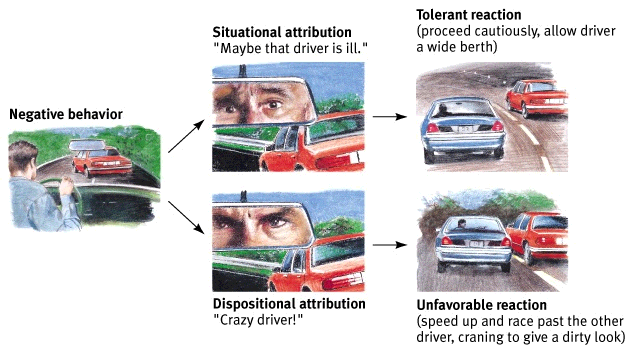 Negative behavior
Situational attribution
"Maybe that driver is ill."
Tolerant reaction
(proceed cautiously, allow driver
a wide berth)
Dispositional attribution
"Crazy driver!"
Unfavorable reaction
(speed up and race past the other
driver, craning to give a dirty look)